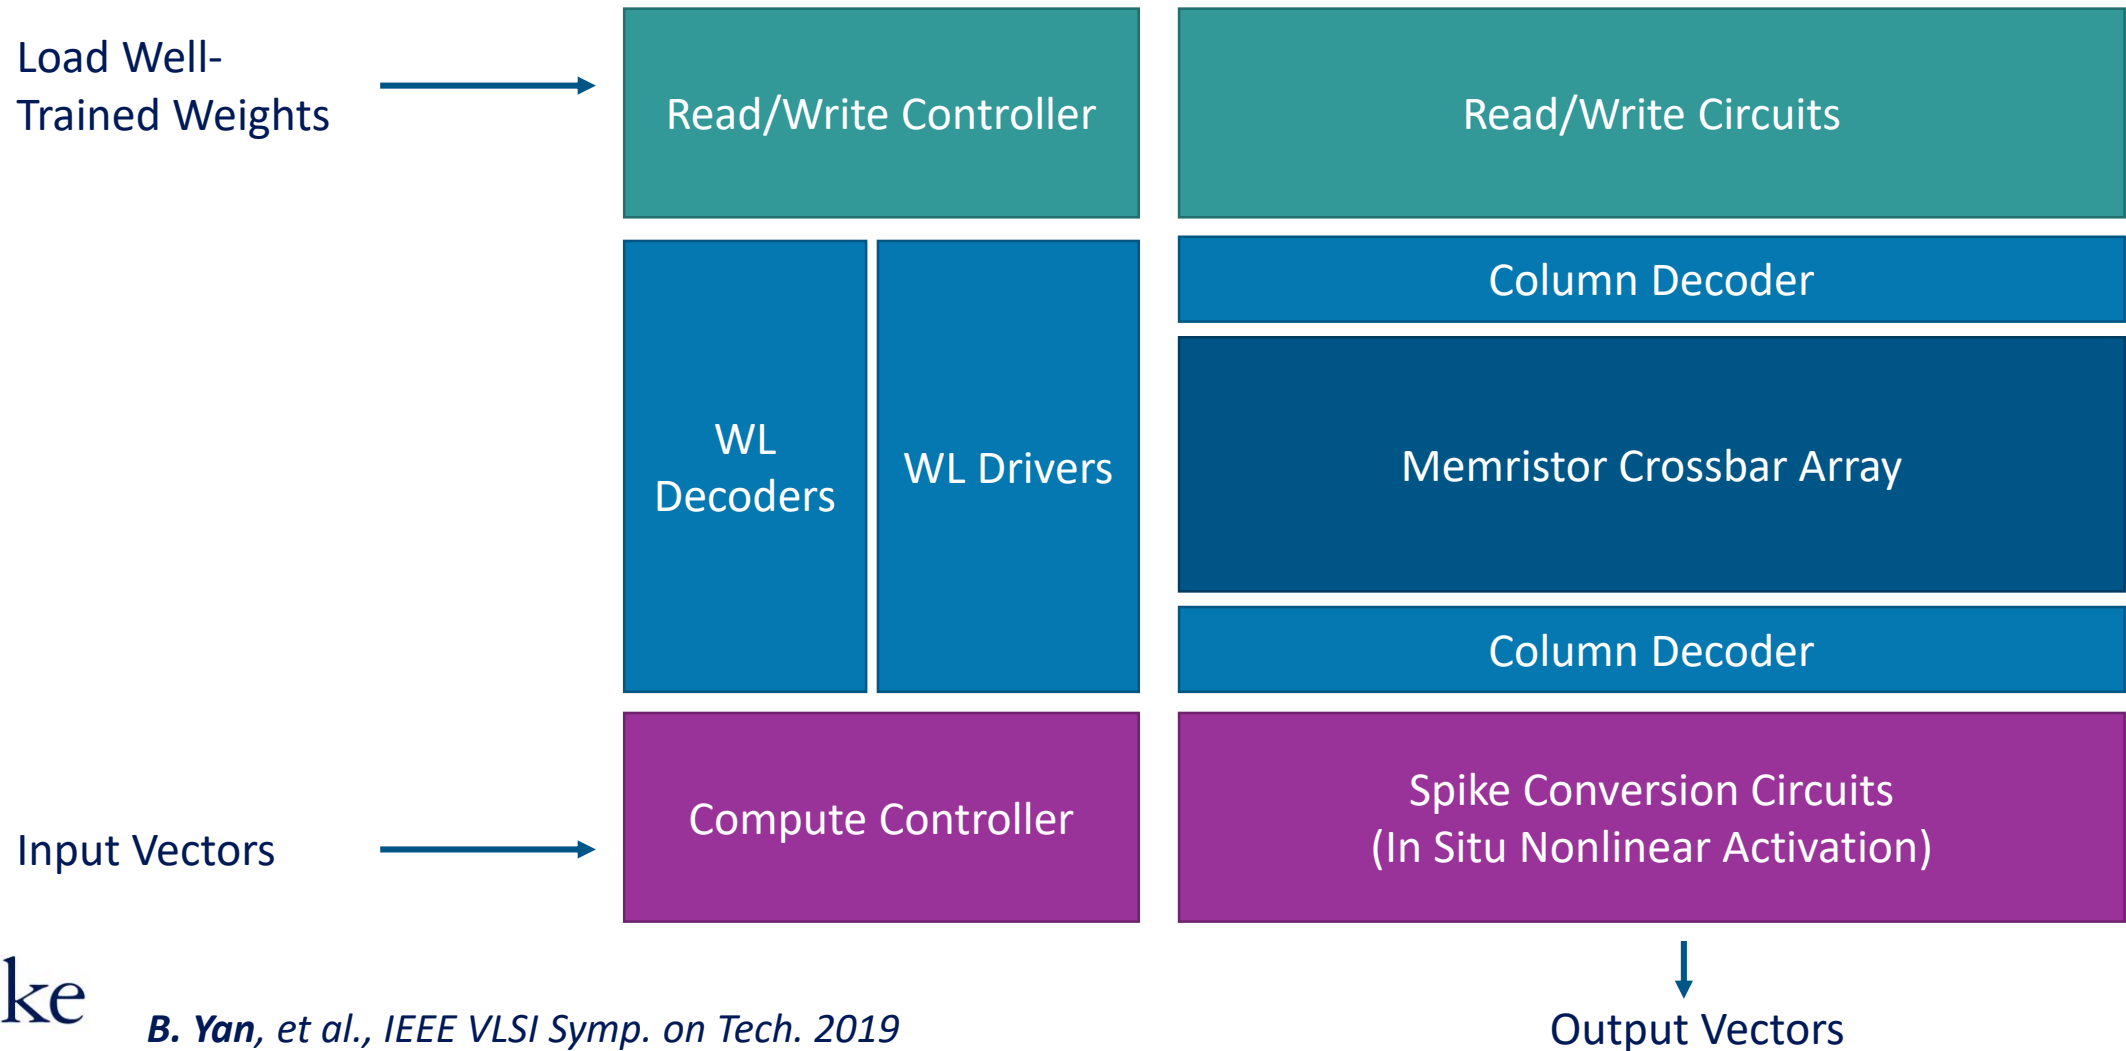 Load Well-
Trained Weights
Read/Write Controller
Read/Write Circuits
Column Decoder
WL
Decoders
WL Drivers
Memristor Crossbar Array
Column Decoder
Input Vectors
Compute Controller
Spike Conversion Circuits
(In Situ Nonlinear Activation)
ke
B. Yan, et al., IEEE VLSI Symp. on Tech. 2019
Output Vectors